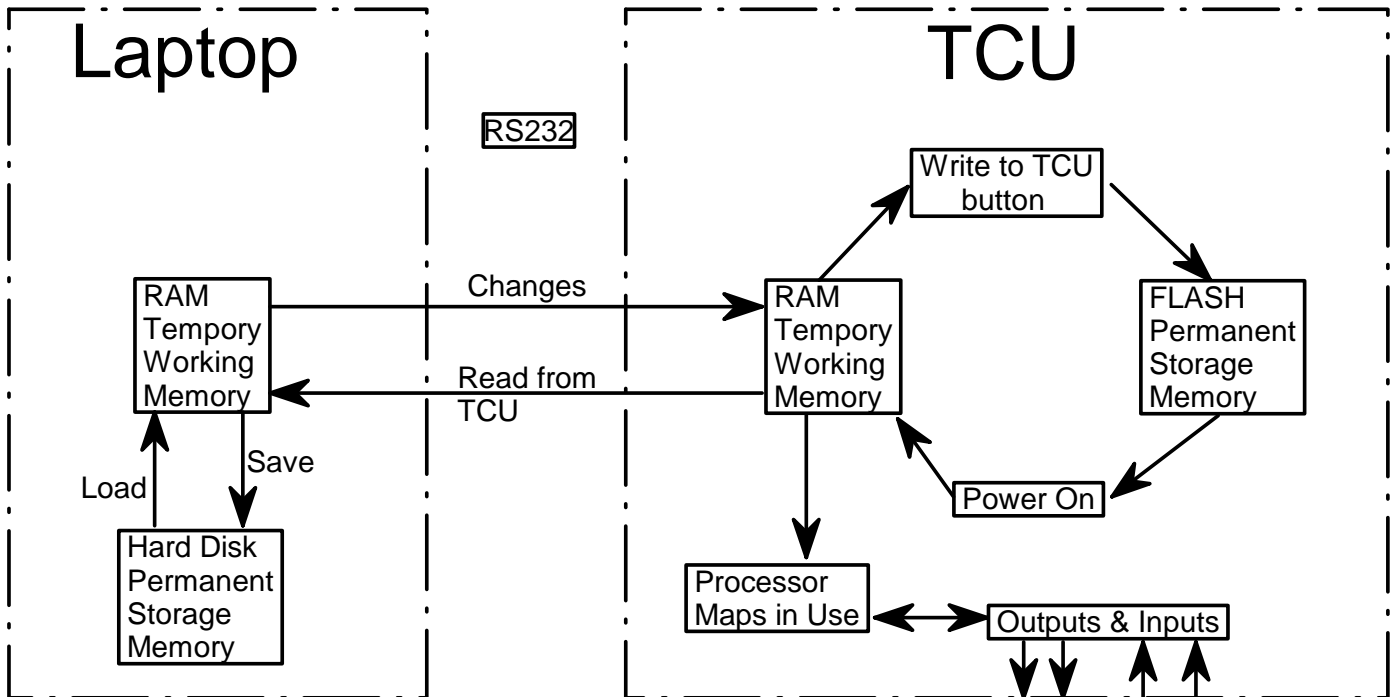 Laptop
TCU
RS232
Write to TCU
button
Changes
Read from
TCU
RAM
Tempory
Working
Memory
Load
Save
Hard Disk
Permanent
Storage
Memory
RAM
Tempory
Working
Memory
FLASH
Permanent
Storage
Memory
Power On
Processor
Maps in Use
Outputs & Inputs